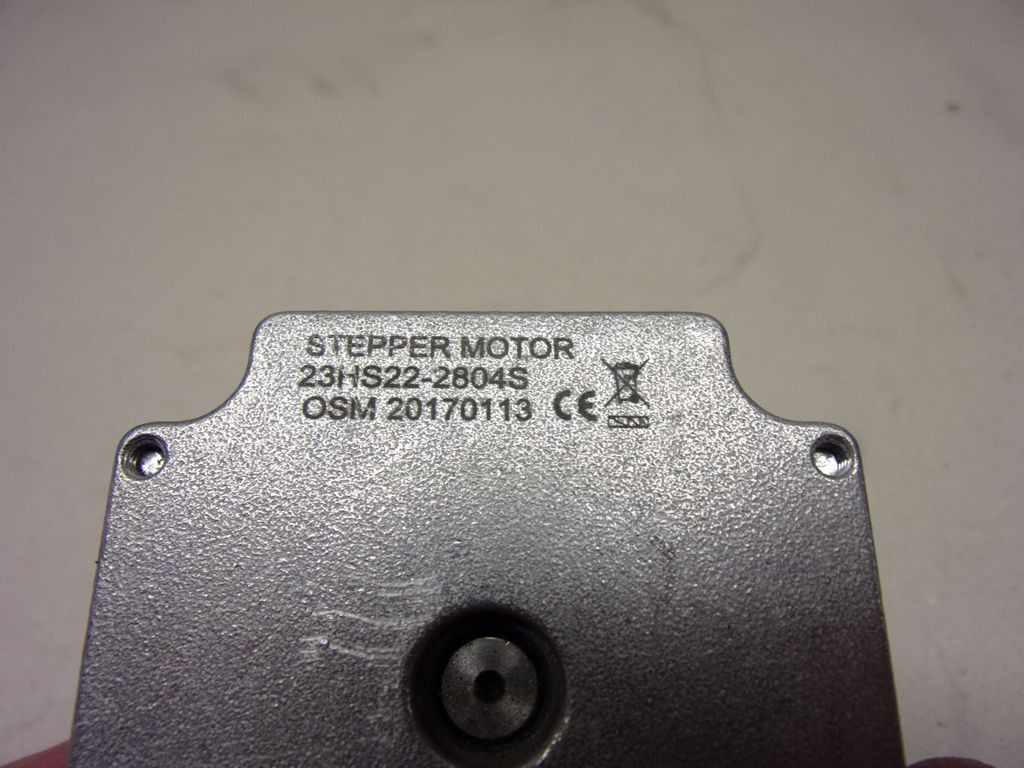 STEPPER MOTOR
23HS22-2804S
OSM 20170113 CE